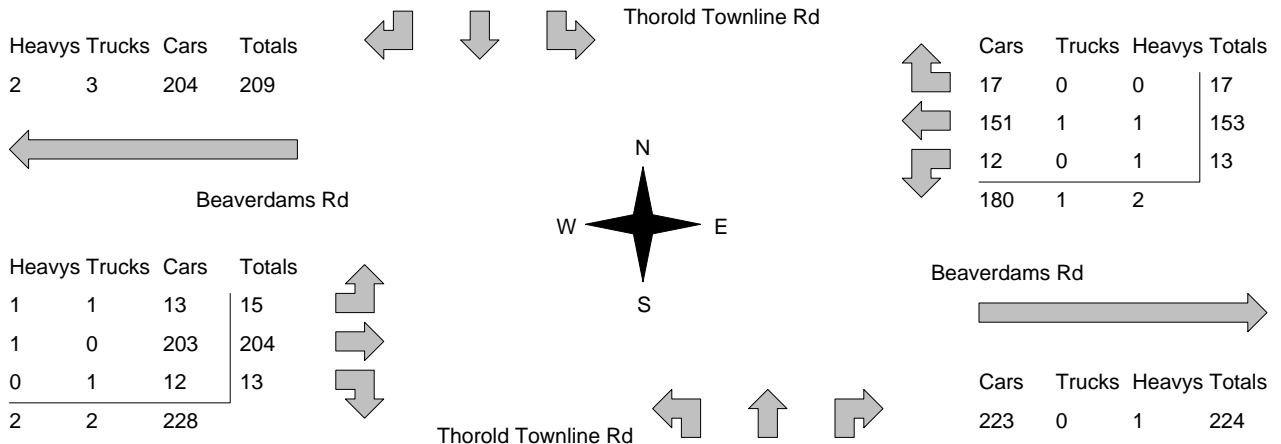 Thorold Townline Rd
Heavys Trucks Cars Totals
2 3 204 209
Cars Trucks Heavys Totals
17 0 0 17
151 1 1 153
12 0 1 13
180 1 2
Beaverdams Rd
N
W E
S
Heavys Trucks Cars Totals
1 1 13 15
1 0 203 204
0 1 12 13
2 2 228
Beaverdams Rd
Cars Trucks Heavys Totals
223 0 1 224
Thorold Townline Rd